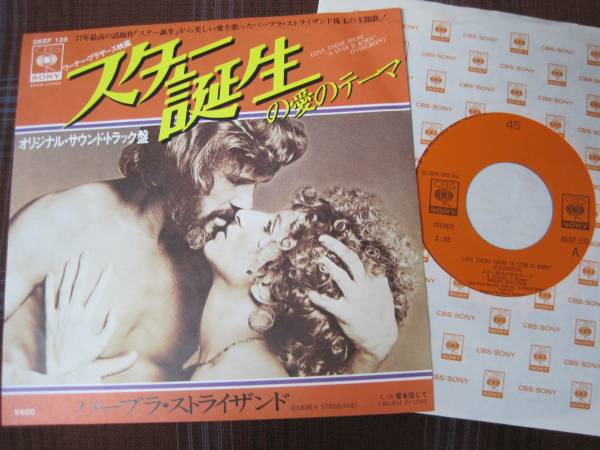 06SP 135
CBS
SONY
ワーナー・ブラザース映画
77年最高の話題作「スター誕生」から美しい愛を歌ったバーブラ・ストライザンド珠玉の主題歌!
LOVE THEME FROM
"A STAR IS BORN"
(EVERGREEN)
スター
誕生
の愛のテーマ
オリジナル・サウンド・トラック盤
¥600
バーブラ・ストライザンド
BARBRA STREISAND
愛を信じて
I BELIEVE IN LOVE
45
CBS
SONY
STEREO
3:05
06SP 135
A
LOVE THEME FROM "A STAR IS BORN"
(EVERGREEN)
CBS/SONY